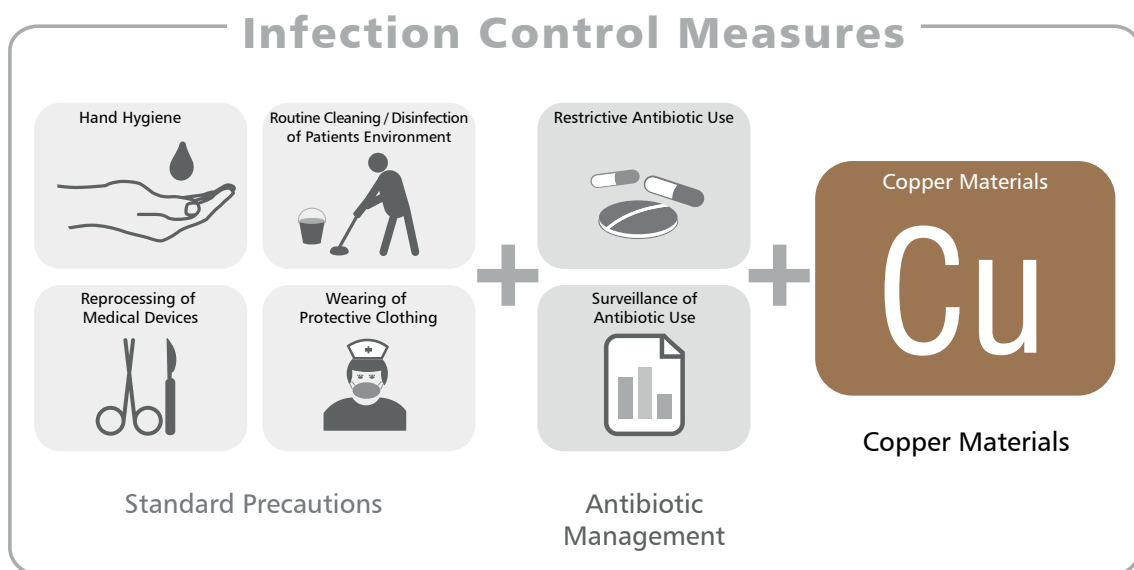 Infection Control Measures
Hand Hygiene
Routine Cleaning / Disinfection
of Patients Environment
Reprocessing of
Medical Devices
Wearing of
Protective Clothing
Standard Precautions
+
Restrictive Antibiotic Use
Surveillance of
Antibiotic Use
Antibiotic
Management
+
Copper Materials
Cu
Copper Materials